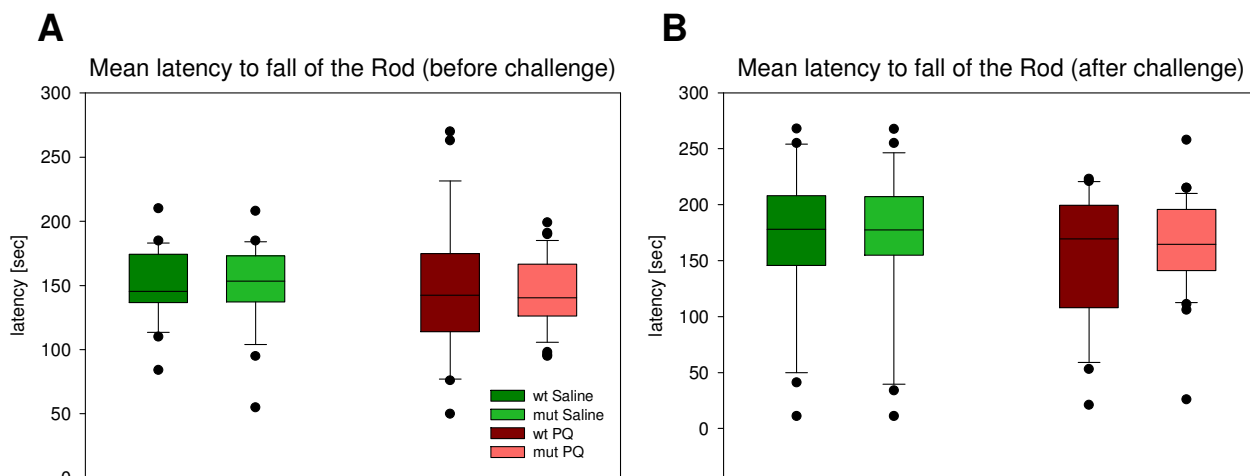 A
B
Mean latency to fall of the Rod (before challenge)
Mean latency to fall of the Rod (after challenge)
300
250
200
150
100
50
0
latency [sec]
wt Saline
mut Saline
wt PQ
mut PQ
300
250
200
150
100
50
0
latency [sec]